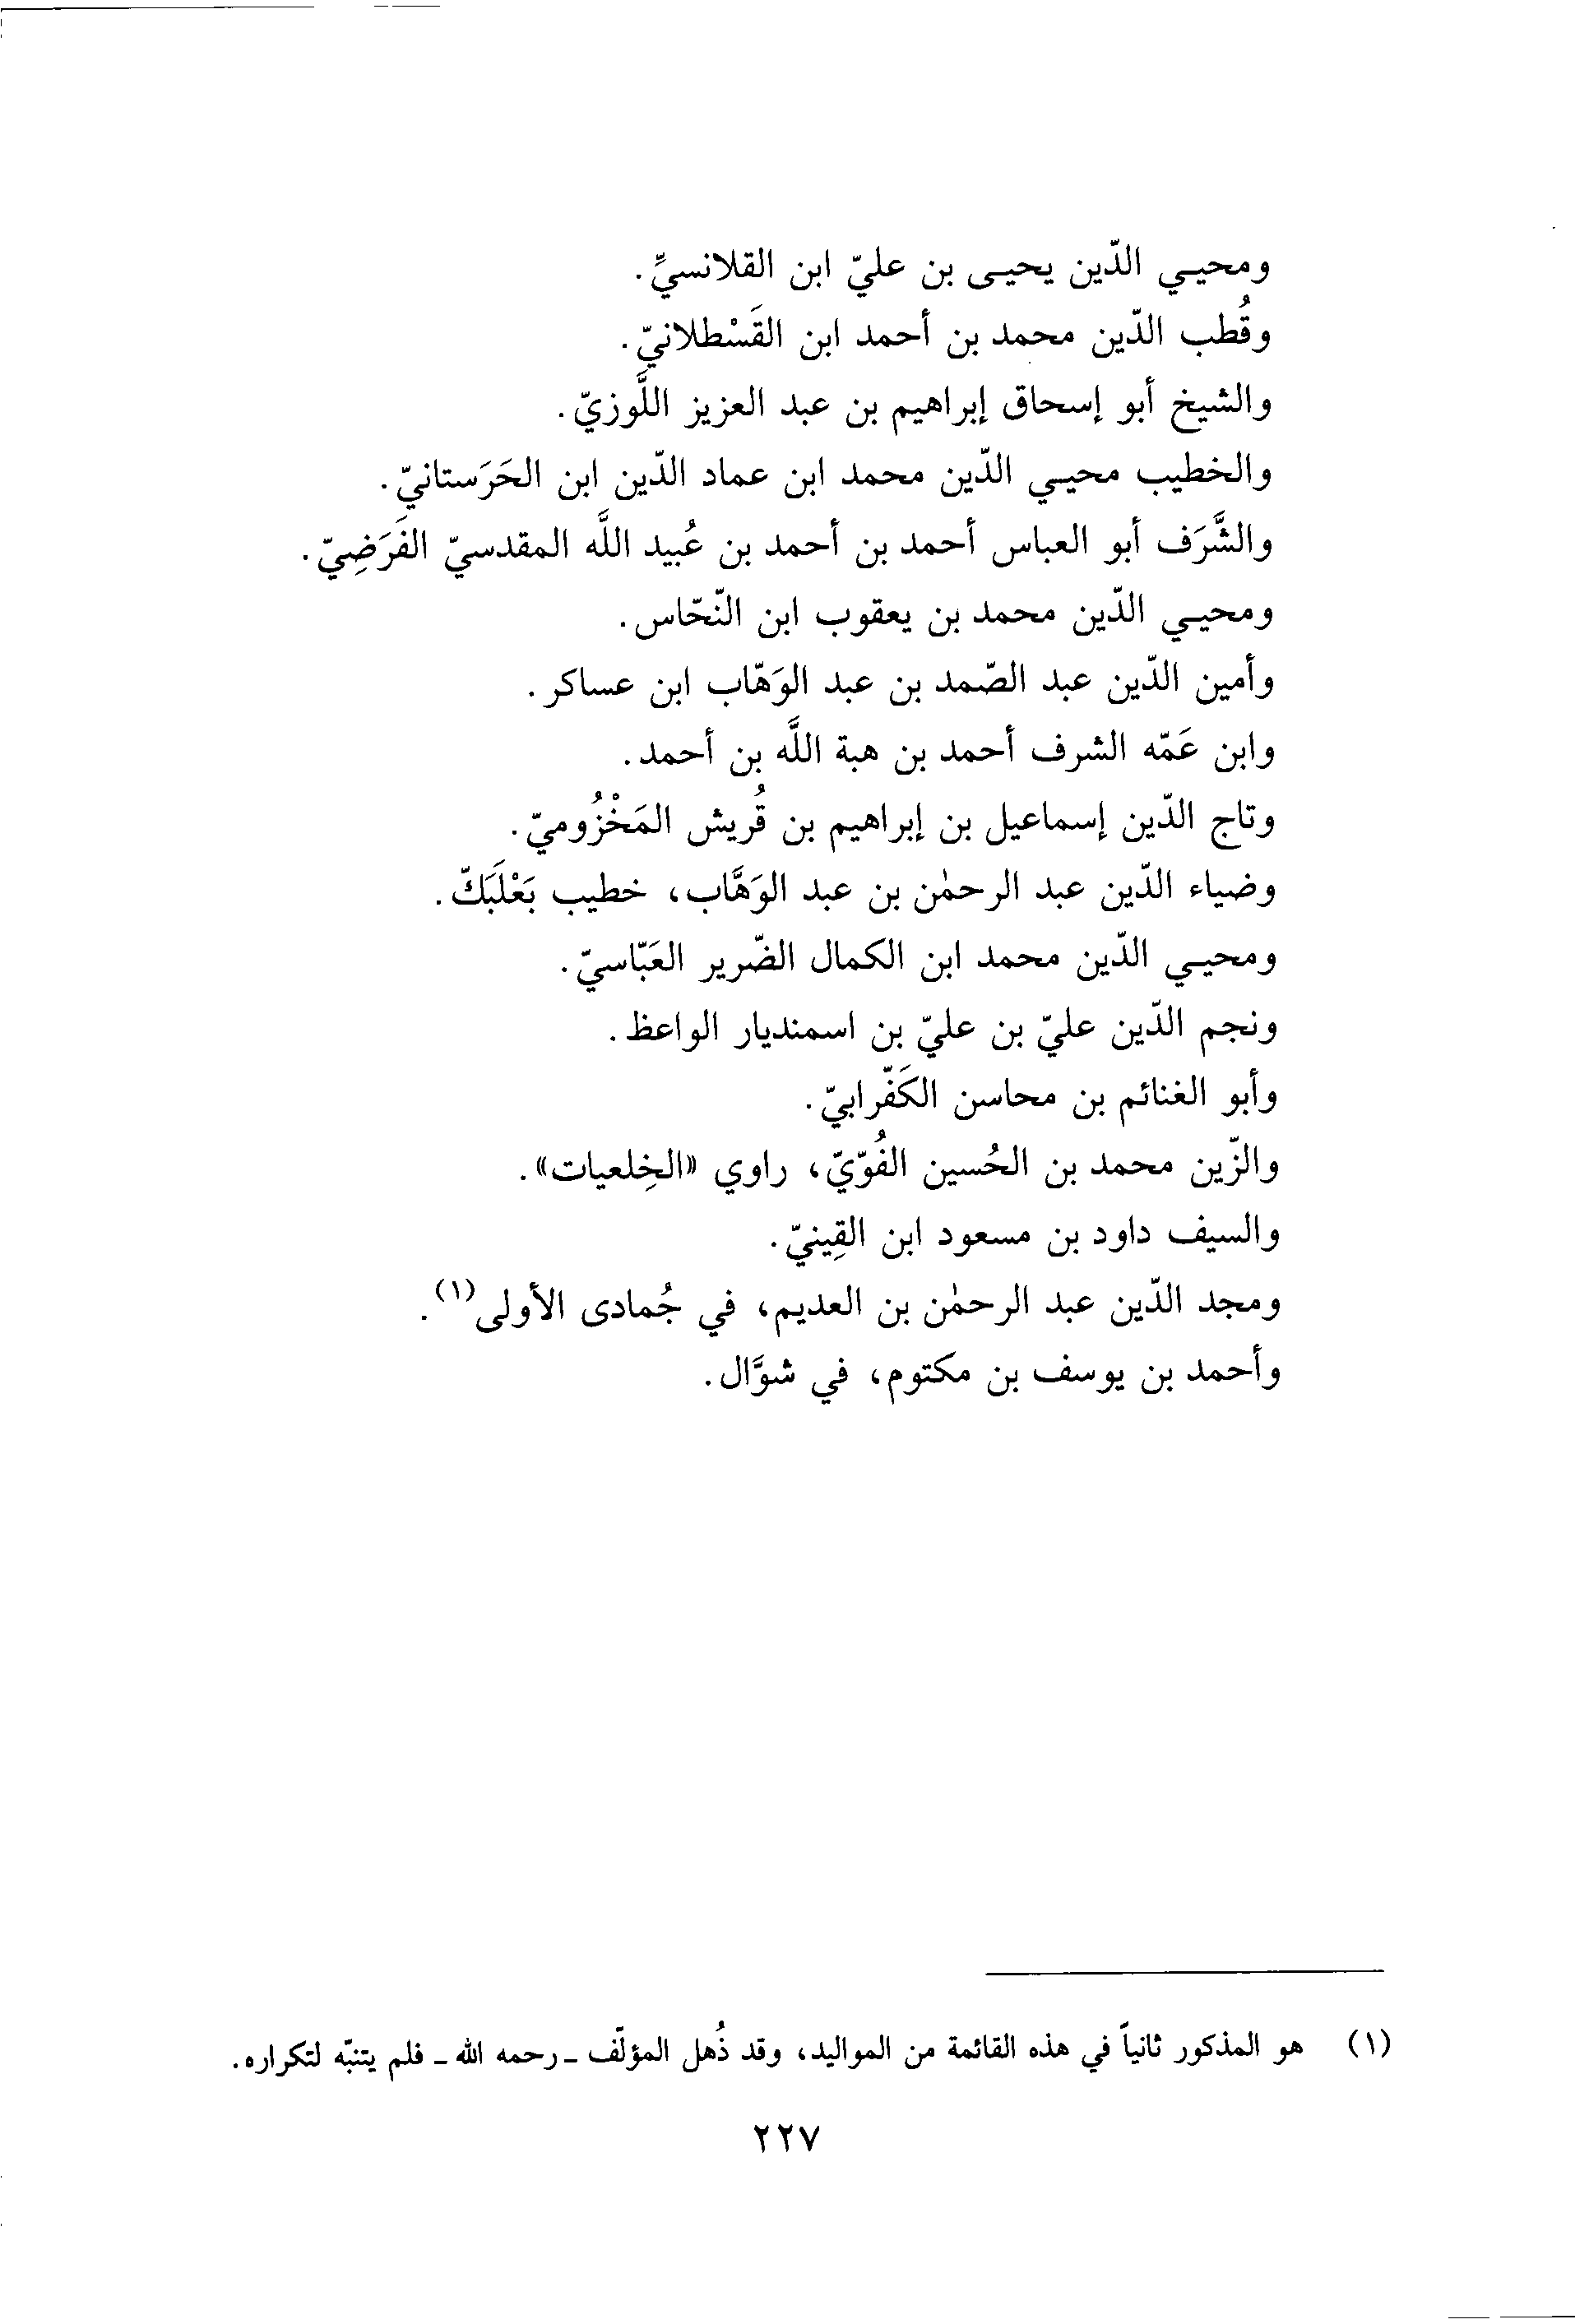 ومحيـي الدّين يحيـى بن عليّ ابن القلانسيِّ.
وقُطب الدّين محمد بن أحمد ابن القَسْطلانيّ.
والشيخ أبو إسحاق إبراهيم بن عبد العزيز اللَّوزيّ.
والخطيب محيـي الدّين محمد ابن عماد الدّين ابن الحَرَستانيّ.
والشَّرَف أبو العباس أحمد بن أحمد بن عُبيد اللَّه المقدسيّ الفَرَضِيّ.
ومحيـي الدّين محمد بن يعقوب ابن النّحّاس.
وأمين الدّين عبد الصّمد بن عبد الوَهّاب ابن عساكر.
وابن عَمّه الشرف أحمد بن هبة اللَّه بن أحمد.
وتاج الدّين إسماعيل بن إبراهيم بن قُريش المَخْزُوميّ.
وضياء الدّين عبد الرحمٰن بن عبد الوَهَّاب، خطيب بَعْلَبَكّ.
ومحيـي الدّين محمد ابن الكمال الضّرير العَبّاسيّ.
ونجم الدّين عليّ بن عليّ بن اسمنديار الواعظ.
وأبو الغنائم بن محاسن الكَفّرابيّ.
والزّين محمد بن الحُسين الفُوّيّ، راوي «الخِلعيات».
والسيف داود بن مسعود ابن القِينيّ.
ومجد الدّين عبد الرحمٰن بن العديم، في جُمادى الأولى(١).
وأحمد بن يوسف بن مكتوم، في شوَّال.
(١) هو المذكور ثانياً في هذه القائمة من المواليد، وقد ذُهل المؤلّف ـ رحمه الله ـ فلم يتنبّه لتكراره.
٢٢٧